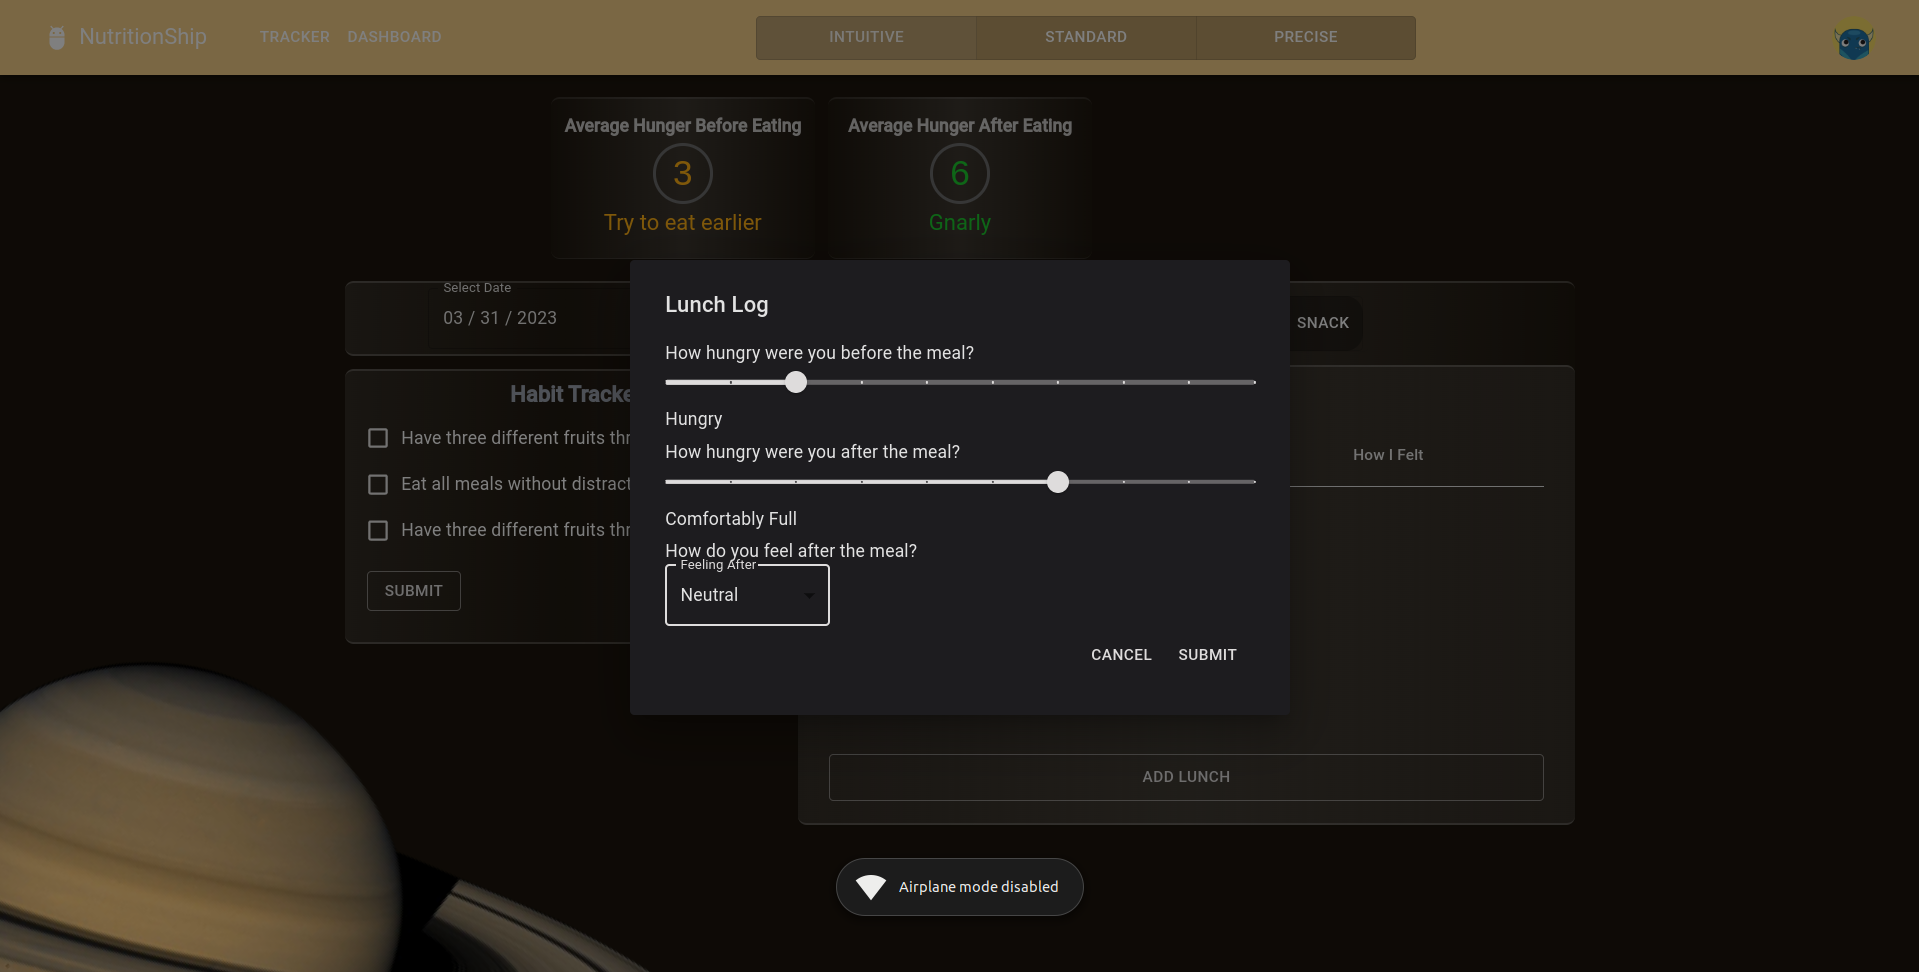 NutritionShip
TRACKER DASHBOARD
INTUITIVE STANDARD PRECISE
Average Hunger Before Eating
3
Try to eat earlier
Average Hunger After Eating
6
Gnarly
Select Date
03 / 31 / 2023
SNACK
Habit Tracke
Have three different fruits thr
Eat all meals without distract
Have three different fruits thr
SUBMIT
Lunch Log
How hungry were you before the meal?
Hungry
How hungry were you after the meal?
Comfortably Full
How do you feel after the meal?
Feeling After
Neutral
CANCEL SUBMIT
How I Felt
ADD LUNCH
Airplane mode disabled